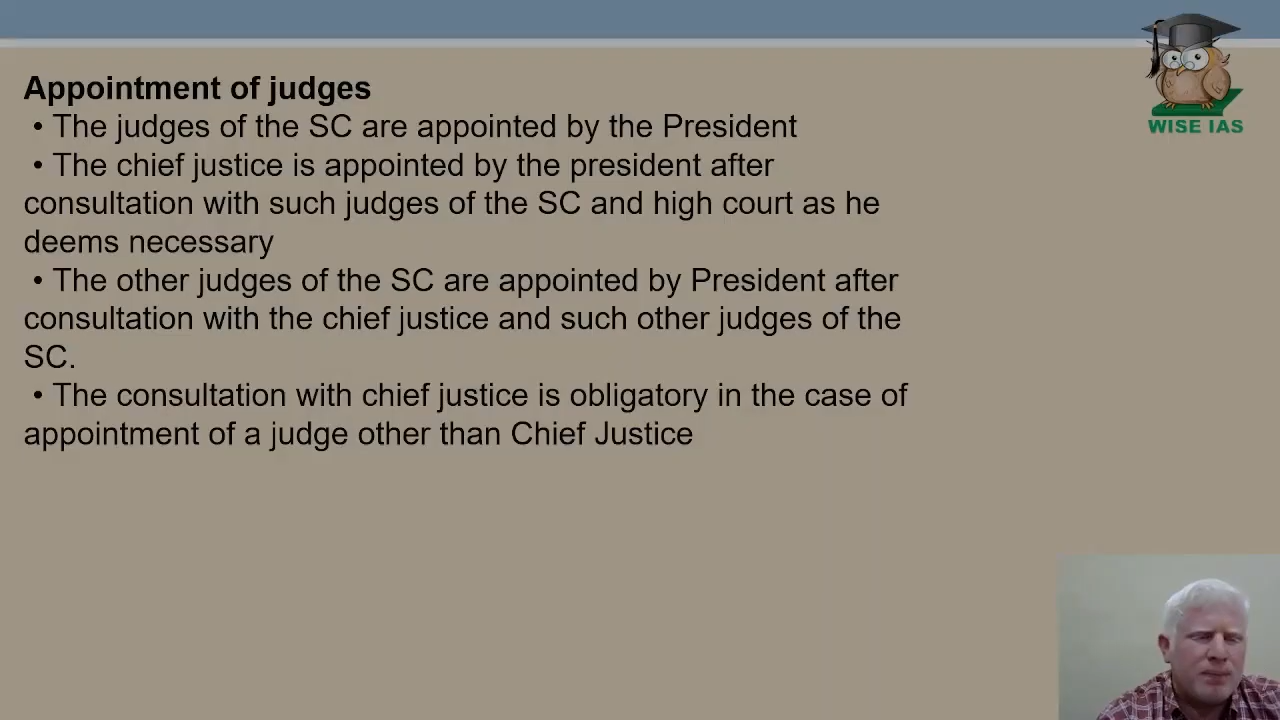 WISE IAS
Appointment of judges
• The judges of the SC are appointed by the President
• The chief justice is appointed by the president after
consultation with such judges of the SC and high court as he
deems necessary
• The other judges of the SC are appointed by President after
consultation with the chief justice and such other judges of the
SC.
• The consultation with chief justice is obligatory in the case of
appointment of a judge other than Chief Justice